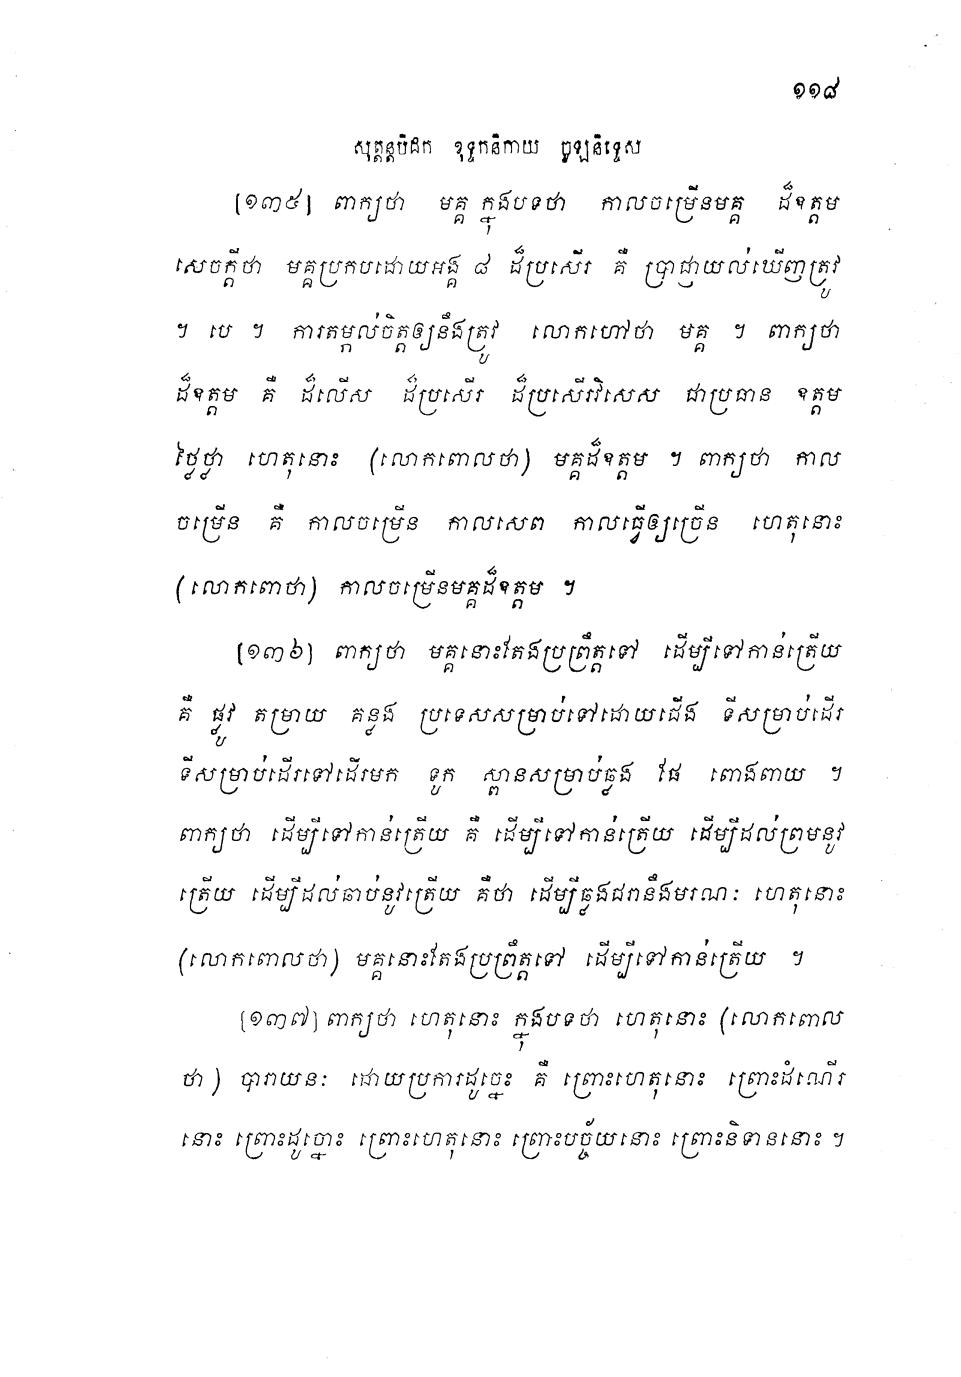 ១១៨
សុត្តន្តបិដក ខុទ្ទកនិកាយ ចូឡនិទ្ទេស
[១៣៥] ពាក្យថា មគ្គ ក្នុងបទថា កាលចម្រើនមគ្គ ដ៏ឧត្តម
សេចក្តីថា មគ្គប្រកបដោយអង្គ ៨ ដ៏ប្រសើរ គឺ ប្រាជ្ញាយល់ឃើញត្រូវ
។ បេ ។ ការតម្កល់ចិត្តឲ្យនឹងត្រូវ លោកហៅថា មគ្គ ។ ពាក្យថា
ដ៏ឧត្តម គឺ ដ៏លើស ដ៏ប្រសើរ ដ៏ប្រសើរវិសេស ជាប្រធាន ឧត្តម
ថ្លៃថ្លា ហេតុនោះ (លោកពោលថា) មគ្គដ៏ឧត្តម ។ ពាក្យថា កាល
ចម្រើន គឺ កាលចម្រើន កាលសេព កាលធ្វើឲ្យច្រើន ហេតុនោះ
(លោកពោថា) កាលចម្រើនមគ្គដ៏ឧត្តម ។
[១៣៦] ពាក្យថា មគ្គនោះតែងប្រព្រឹត្តទៅ ដើម្បីទៅកាន់ត្រើយ
គឺ ផ្លូវ តម្រាយ គន្លង ប្រទេសសម្រាប់ទៅដោយជើង ទីសម្រាប់ដើរ
ទីសម្រាប់ដើរទៅដើរមក ទូក ស្ពានសម្រាប់ឆ្លង ផែ ពោងពាយ ។
ពាក្យថា ដើម្បីទៅកាន់ត្រើយ គឺ ដើម្បីទៅកាន់ត្រើយ ដើម្បីដល់ព្រមនូវ
ត្រើយ ដើម្បីដល់ធាប់នូវត្រើយ គឺថា ដើម្បីឆ្លងជរានឹងមរណៈ ហេតុនោះ
(លោកពោលថា) មគ្គនោះតែងប្រព្រឹត្តទៅ ដើម្បីទៅកាន់ត្រើយ ។
[១៣៧] ពាក្យថា ហេតុនោះ ក្នុងបទថា ហេតុនោះ (លោកពោល
ថា) បារាយនៈ ដោយប្រការដូច្នេះ គឺ ព្រោះហេតុនោះ ព្រោះដំណើរ
នោះ ព្រោះដូច្នោះ ព្រោះហេតុនោះ ព្រោះបច្ច័យនោះ ព្រោះនិទាននោះ ។